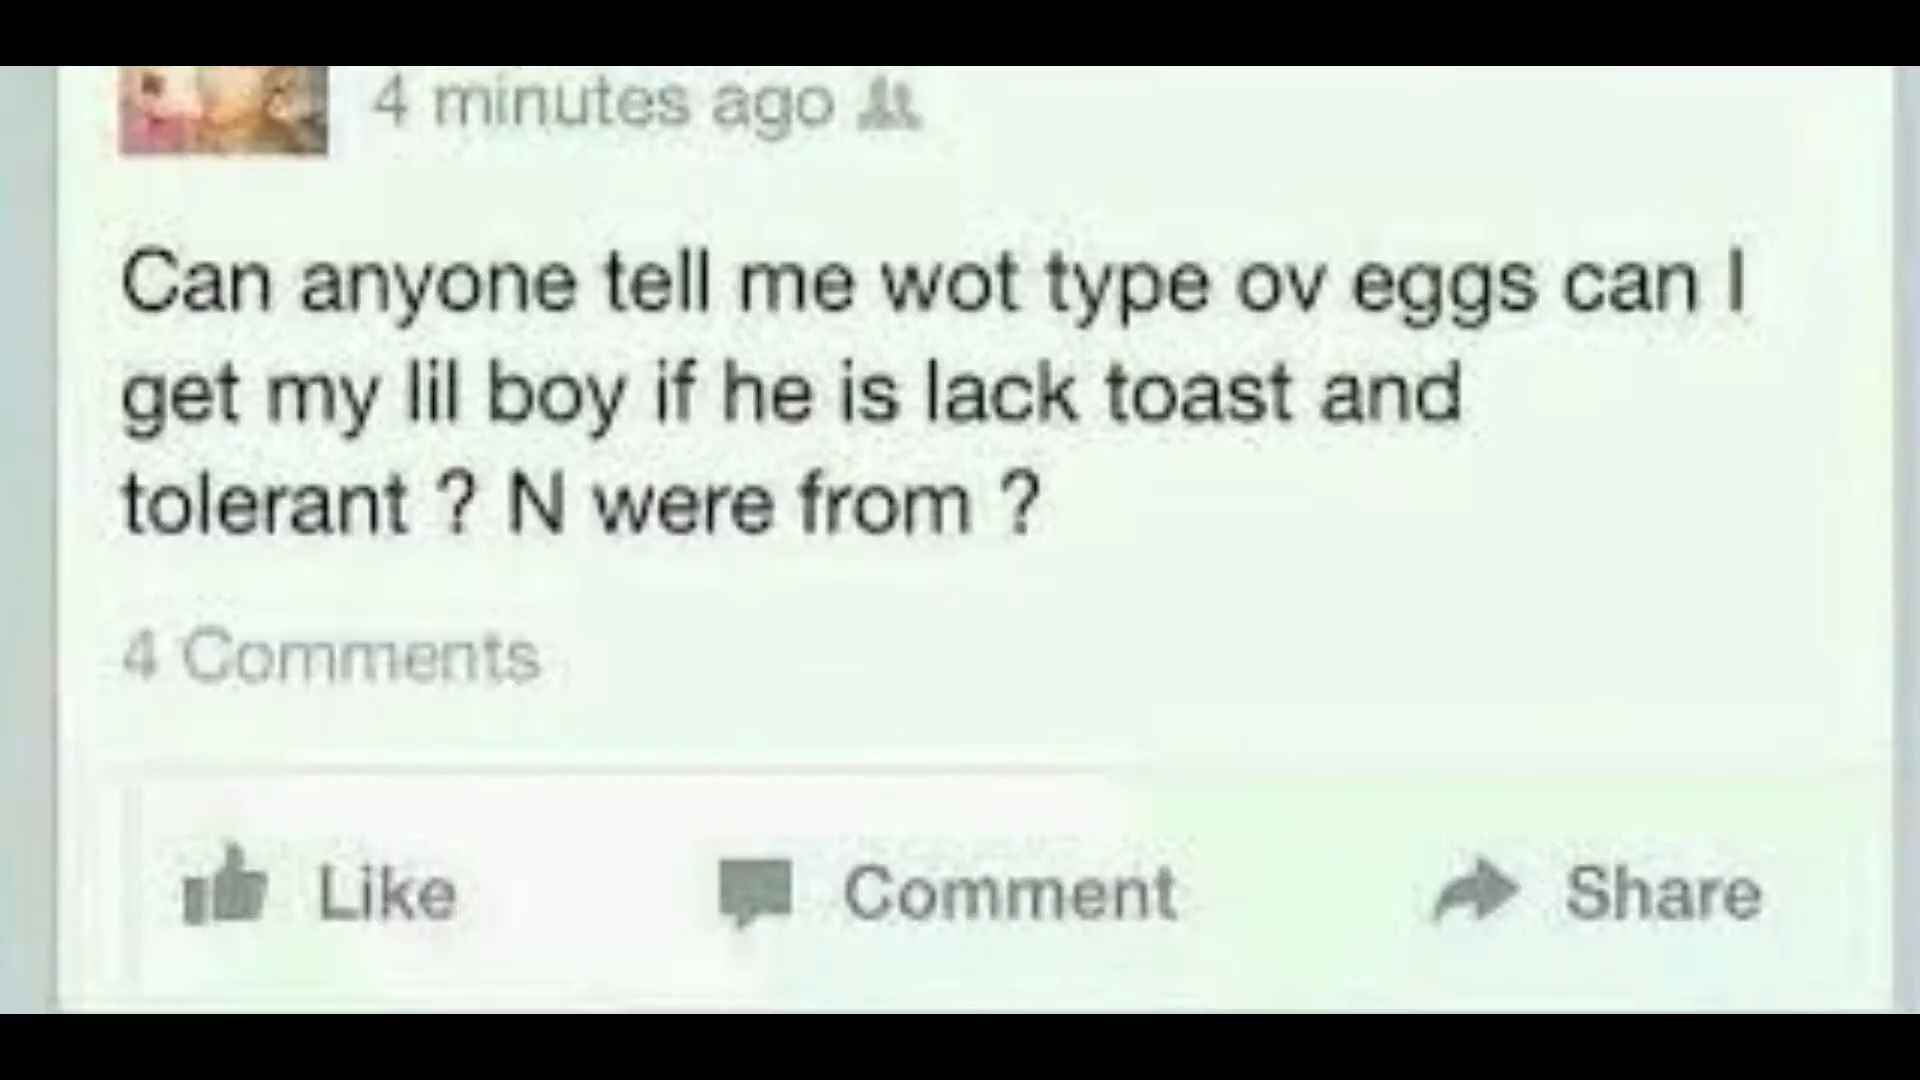 4 minutes ago
Can anyone tell me wot type ov eggs can I
get my lil boy if he is lack toast and
tolerant ? N were from ?
4 Comments
Like Comment Share